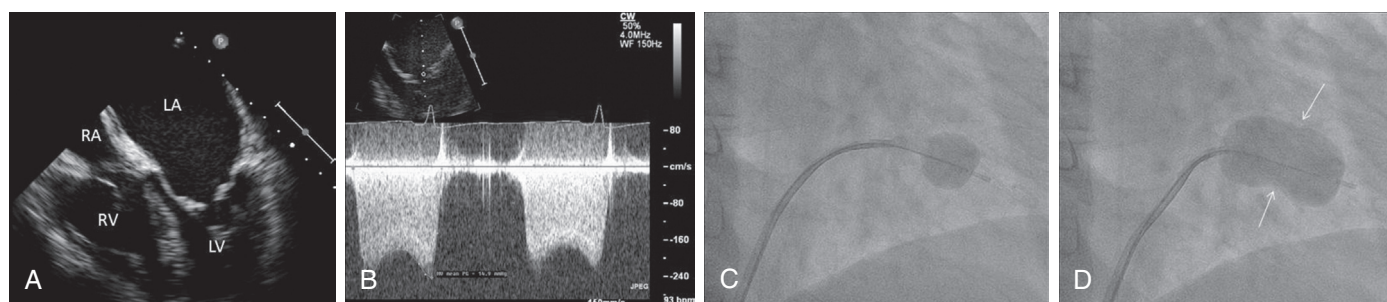 LA
RA
RV
LV
A
P
CW
50%
4.0MHz
WF 150Hz
80
cm/s
-80
-160
-240
JPEG
93 bpm
B
C
D